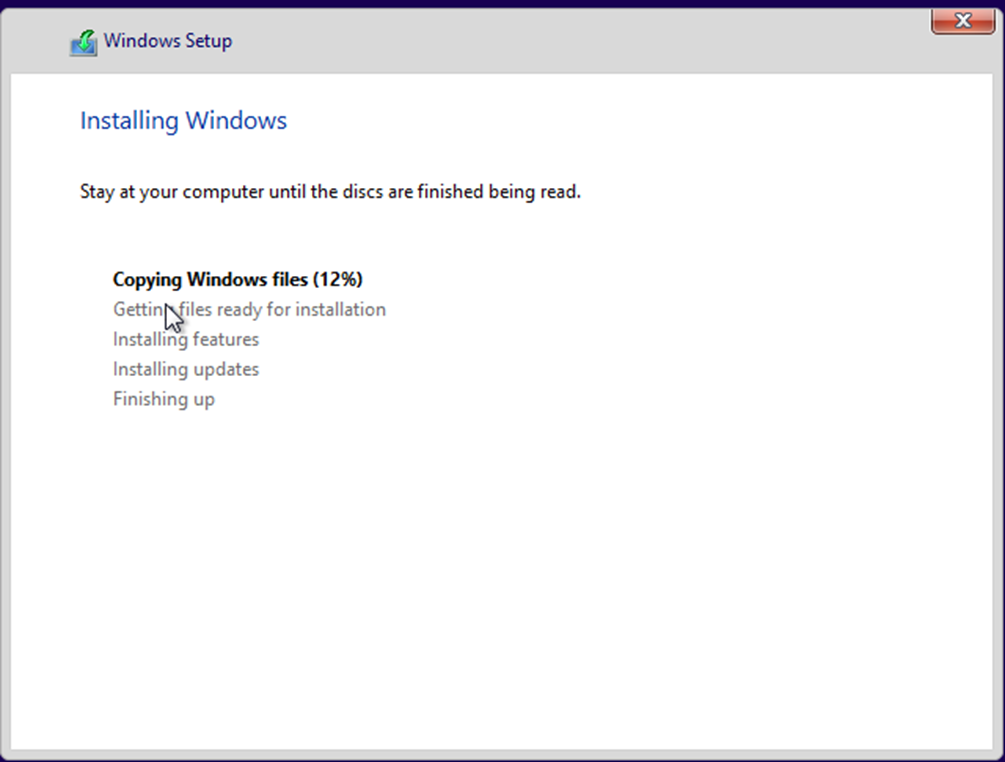 Windows Setup
Installing Windows
Stay at your computer until the discs are finished being read.
Copying Windows files (12%)
Getting files ready for installation
Installing features
Installing updates
Finishing up